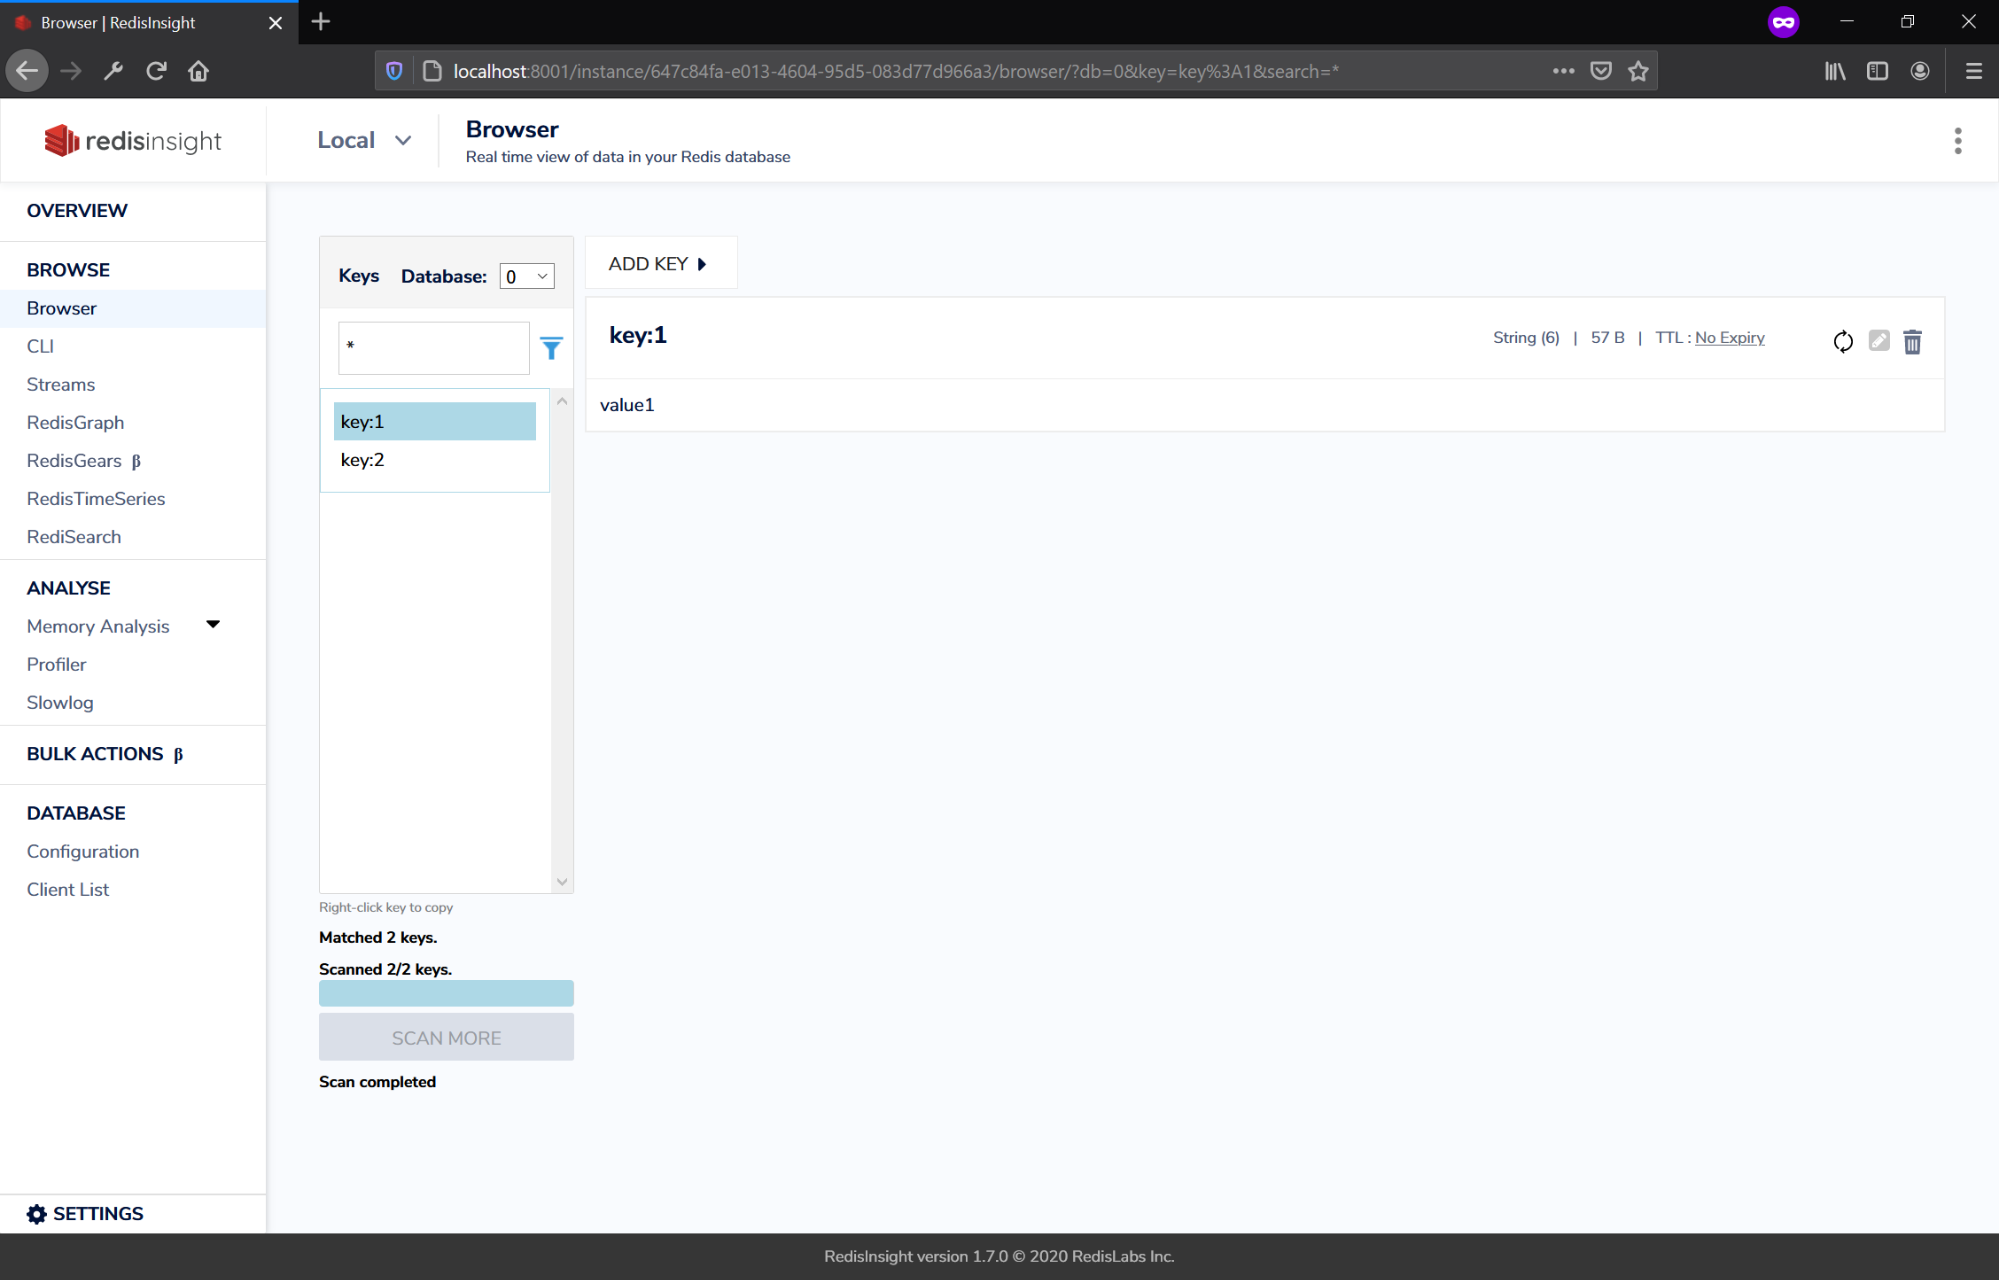 Browser | RedisInsight
localhost:8001/instance/647c84fa-e013-4604-95d5-083d77d966a3/browser/?db=0&key=key%3A1&search=*
redisinsight
Local
Browser
Real time view of data in your Redis database
OVERVIEW
BROWSE
Browser
CLI
Streams
RedisGraph
RedisGears β
RedisTimeSeries
RediSearch
ANALYSE
Memory Analysis
Profiler
Slowlog
BULK ACTIONS β
DATABASE
Configuration
Client List
SETTINGS
Keys Database: 0
*
key:1
key:2
Right-click key to copy
Matched 2 keys.
Scanned 2/2 keys.
SCAN MORE
Scan completed
ADD KEY
key:1
String (6) | 57 B | TTL : No Expiry
value1
RedisInsight version 1.7.0 © 2020 RedisLabs Inc.